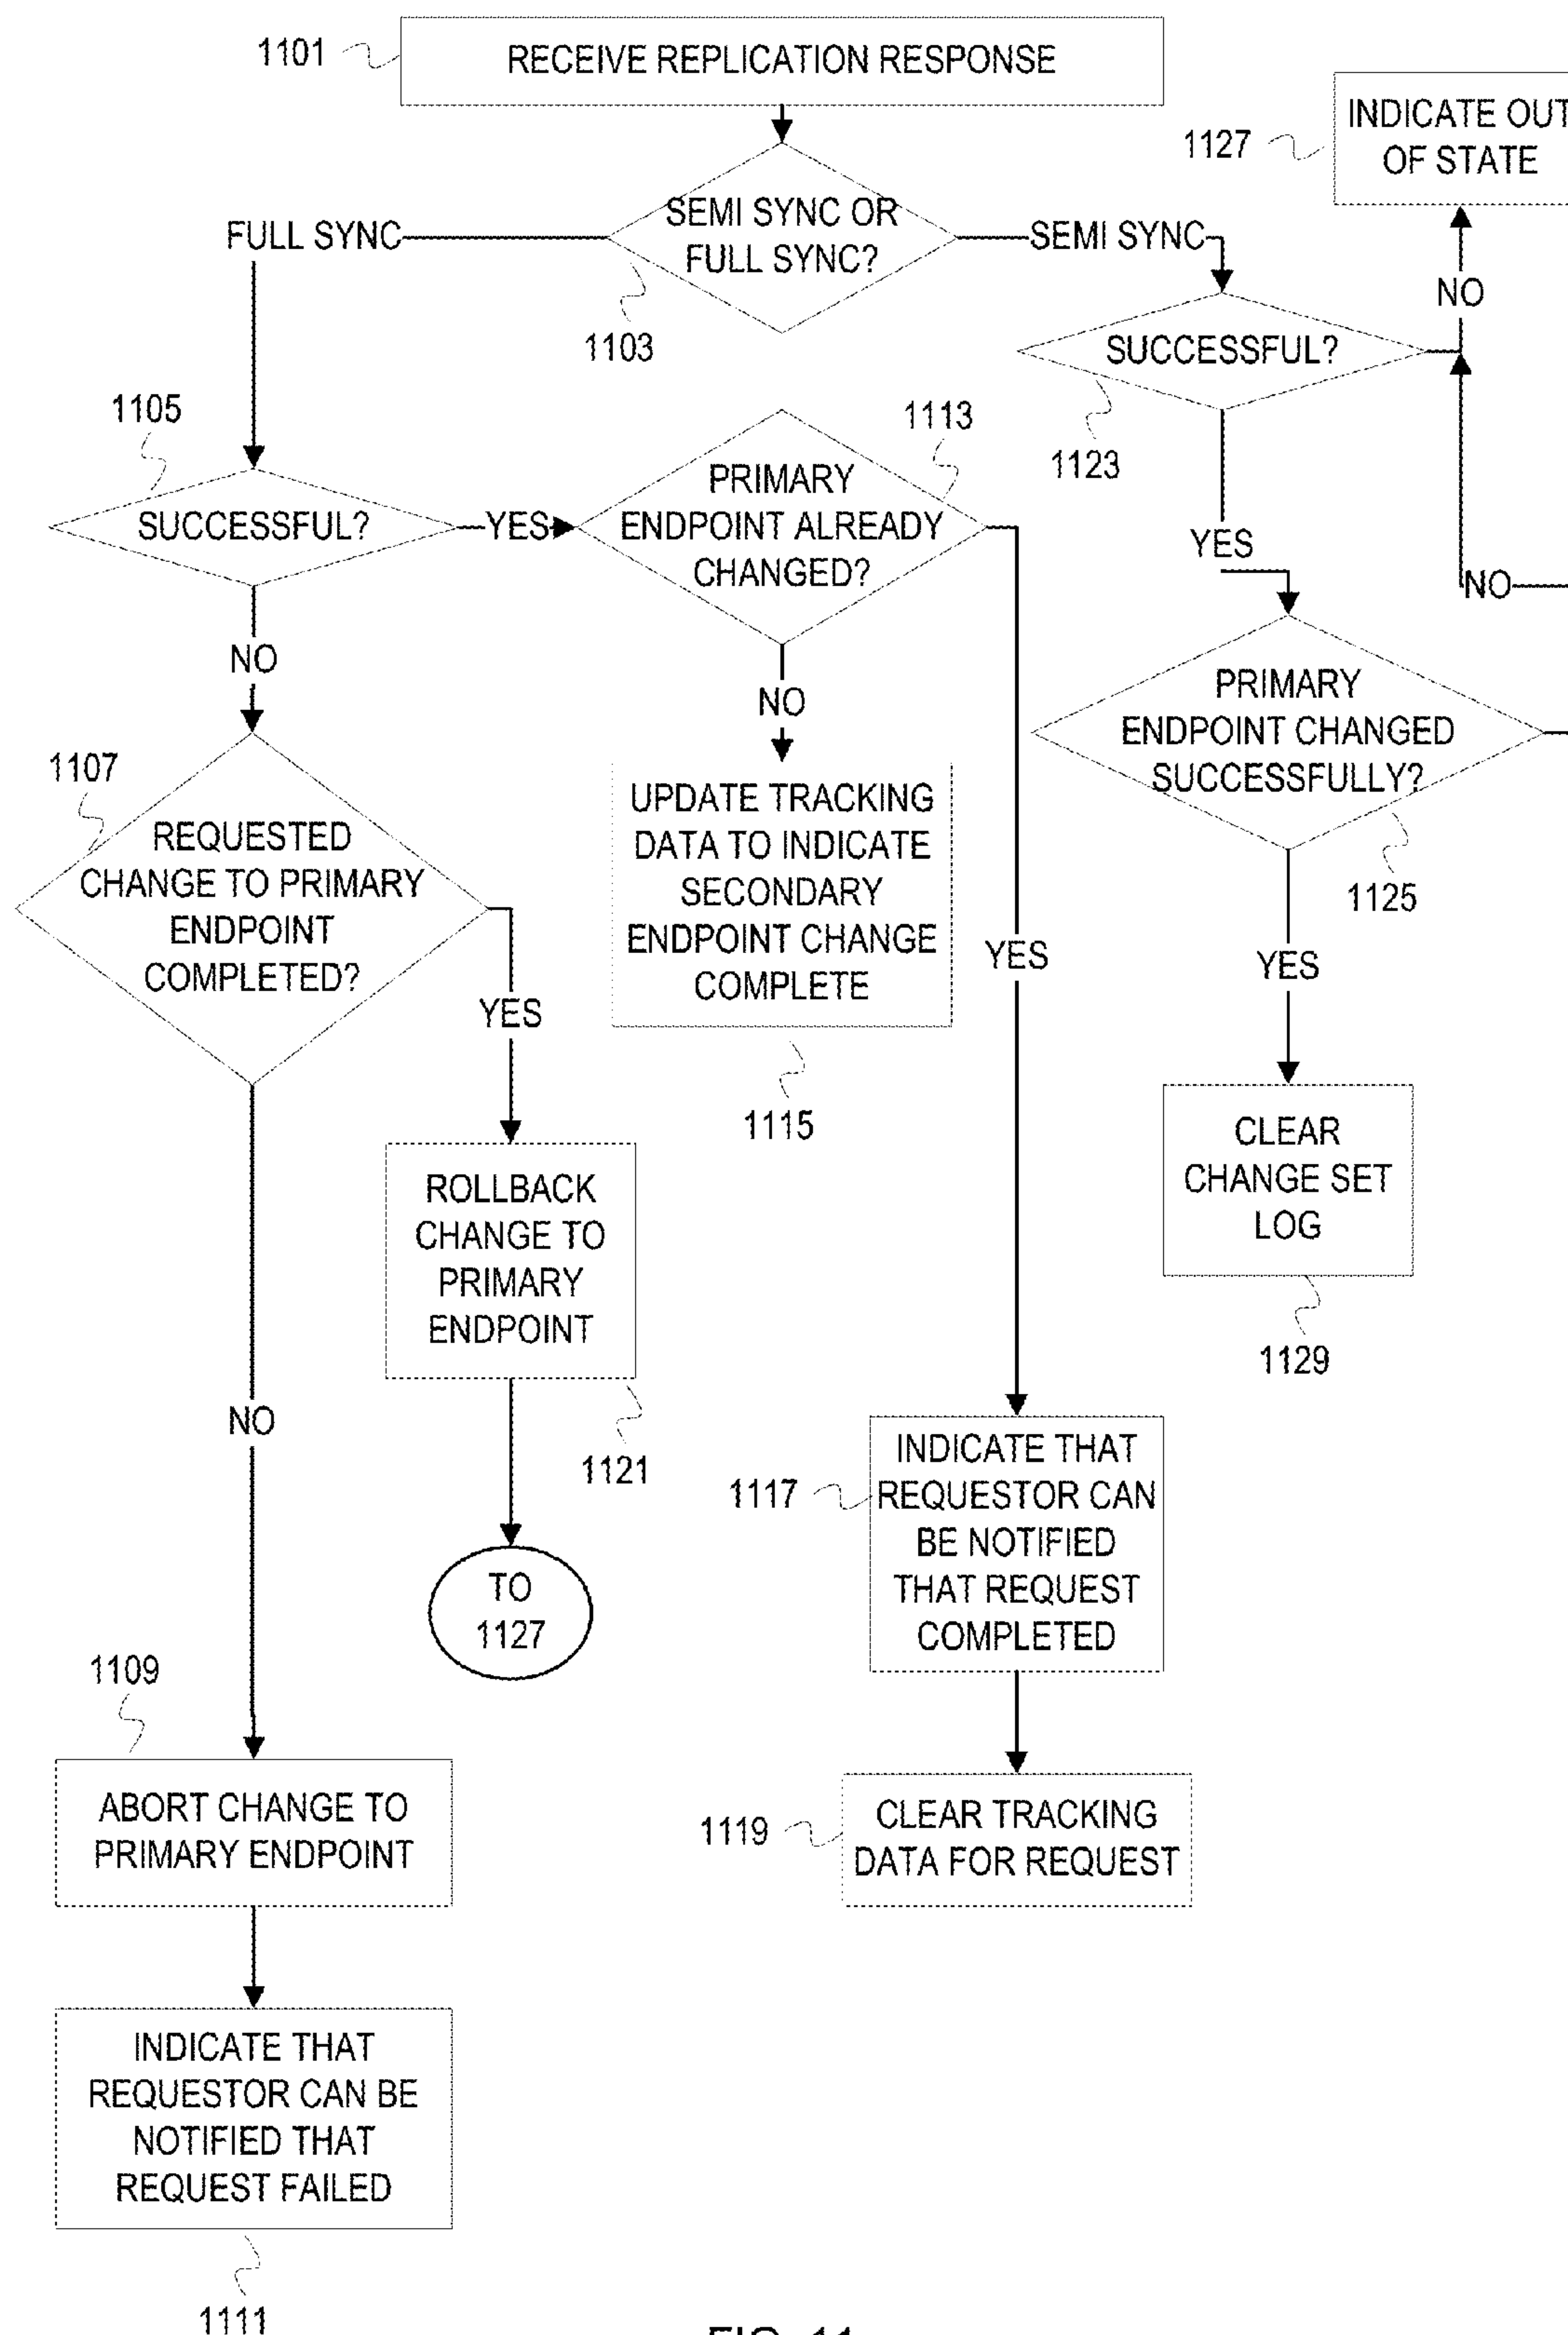 1101
RECEIVE REPLICATION RESPONSE
1127
INDICATE OUT
OF STATE
SEMI SYNC OR
FULL SYNC?
1103
FULL SYNC
SEMI SYNC
NO
SUCCESSFUL?
1123
1105
SUCCESSFUL?
YES
1113
PRIMARY
ENDPOINT ALREADY
CHANGED?
YES
NO
NO
NO
PRIMARY
ENDPOINT CHANGED
SUCCESSFULLY?
1125
1107
REQUESTED
CHANGE TO PRIMARY
ENDPOINT
COMPLETED?
UPDATE TRACKING
DATA TO INDICATE
SECONDARY
ENDPOINT CHANGE
COMPLETE
1115
YES
YES
YES
CLEAR
CHANGE SET
LOG
1129
ROLLBACK
CHANGE TO
PRIMARY
ENDPOINT
1121
NO
1117
INDICATE THAT
REQUESTOR CAN
BE NOTIFIED
THAT REQUEST
COMPLETED
TO
1127
1109
ABORT CHANGE TO
PRIMARY ENDPOINT
1119
CLEAR TRACKING
DATA FOR REQUEST
INDICATE THAT
REQUESTOR CAN BE
NOTIFIED THAT
REQUEST FAILED
1111
FIG. 11